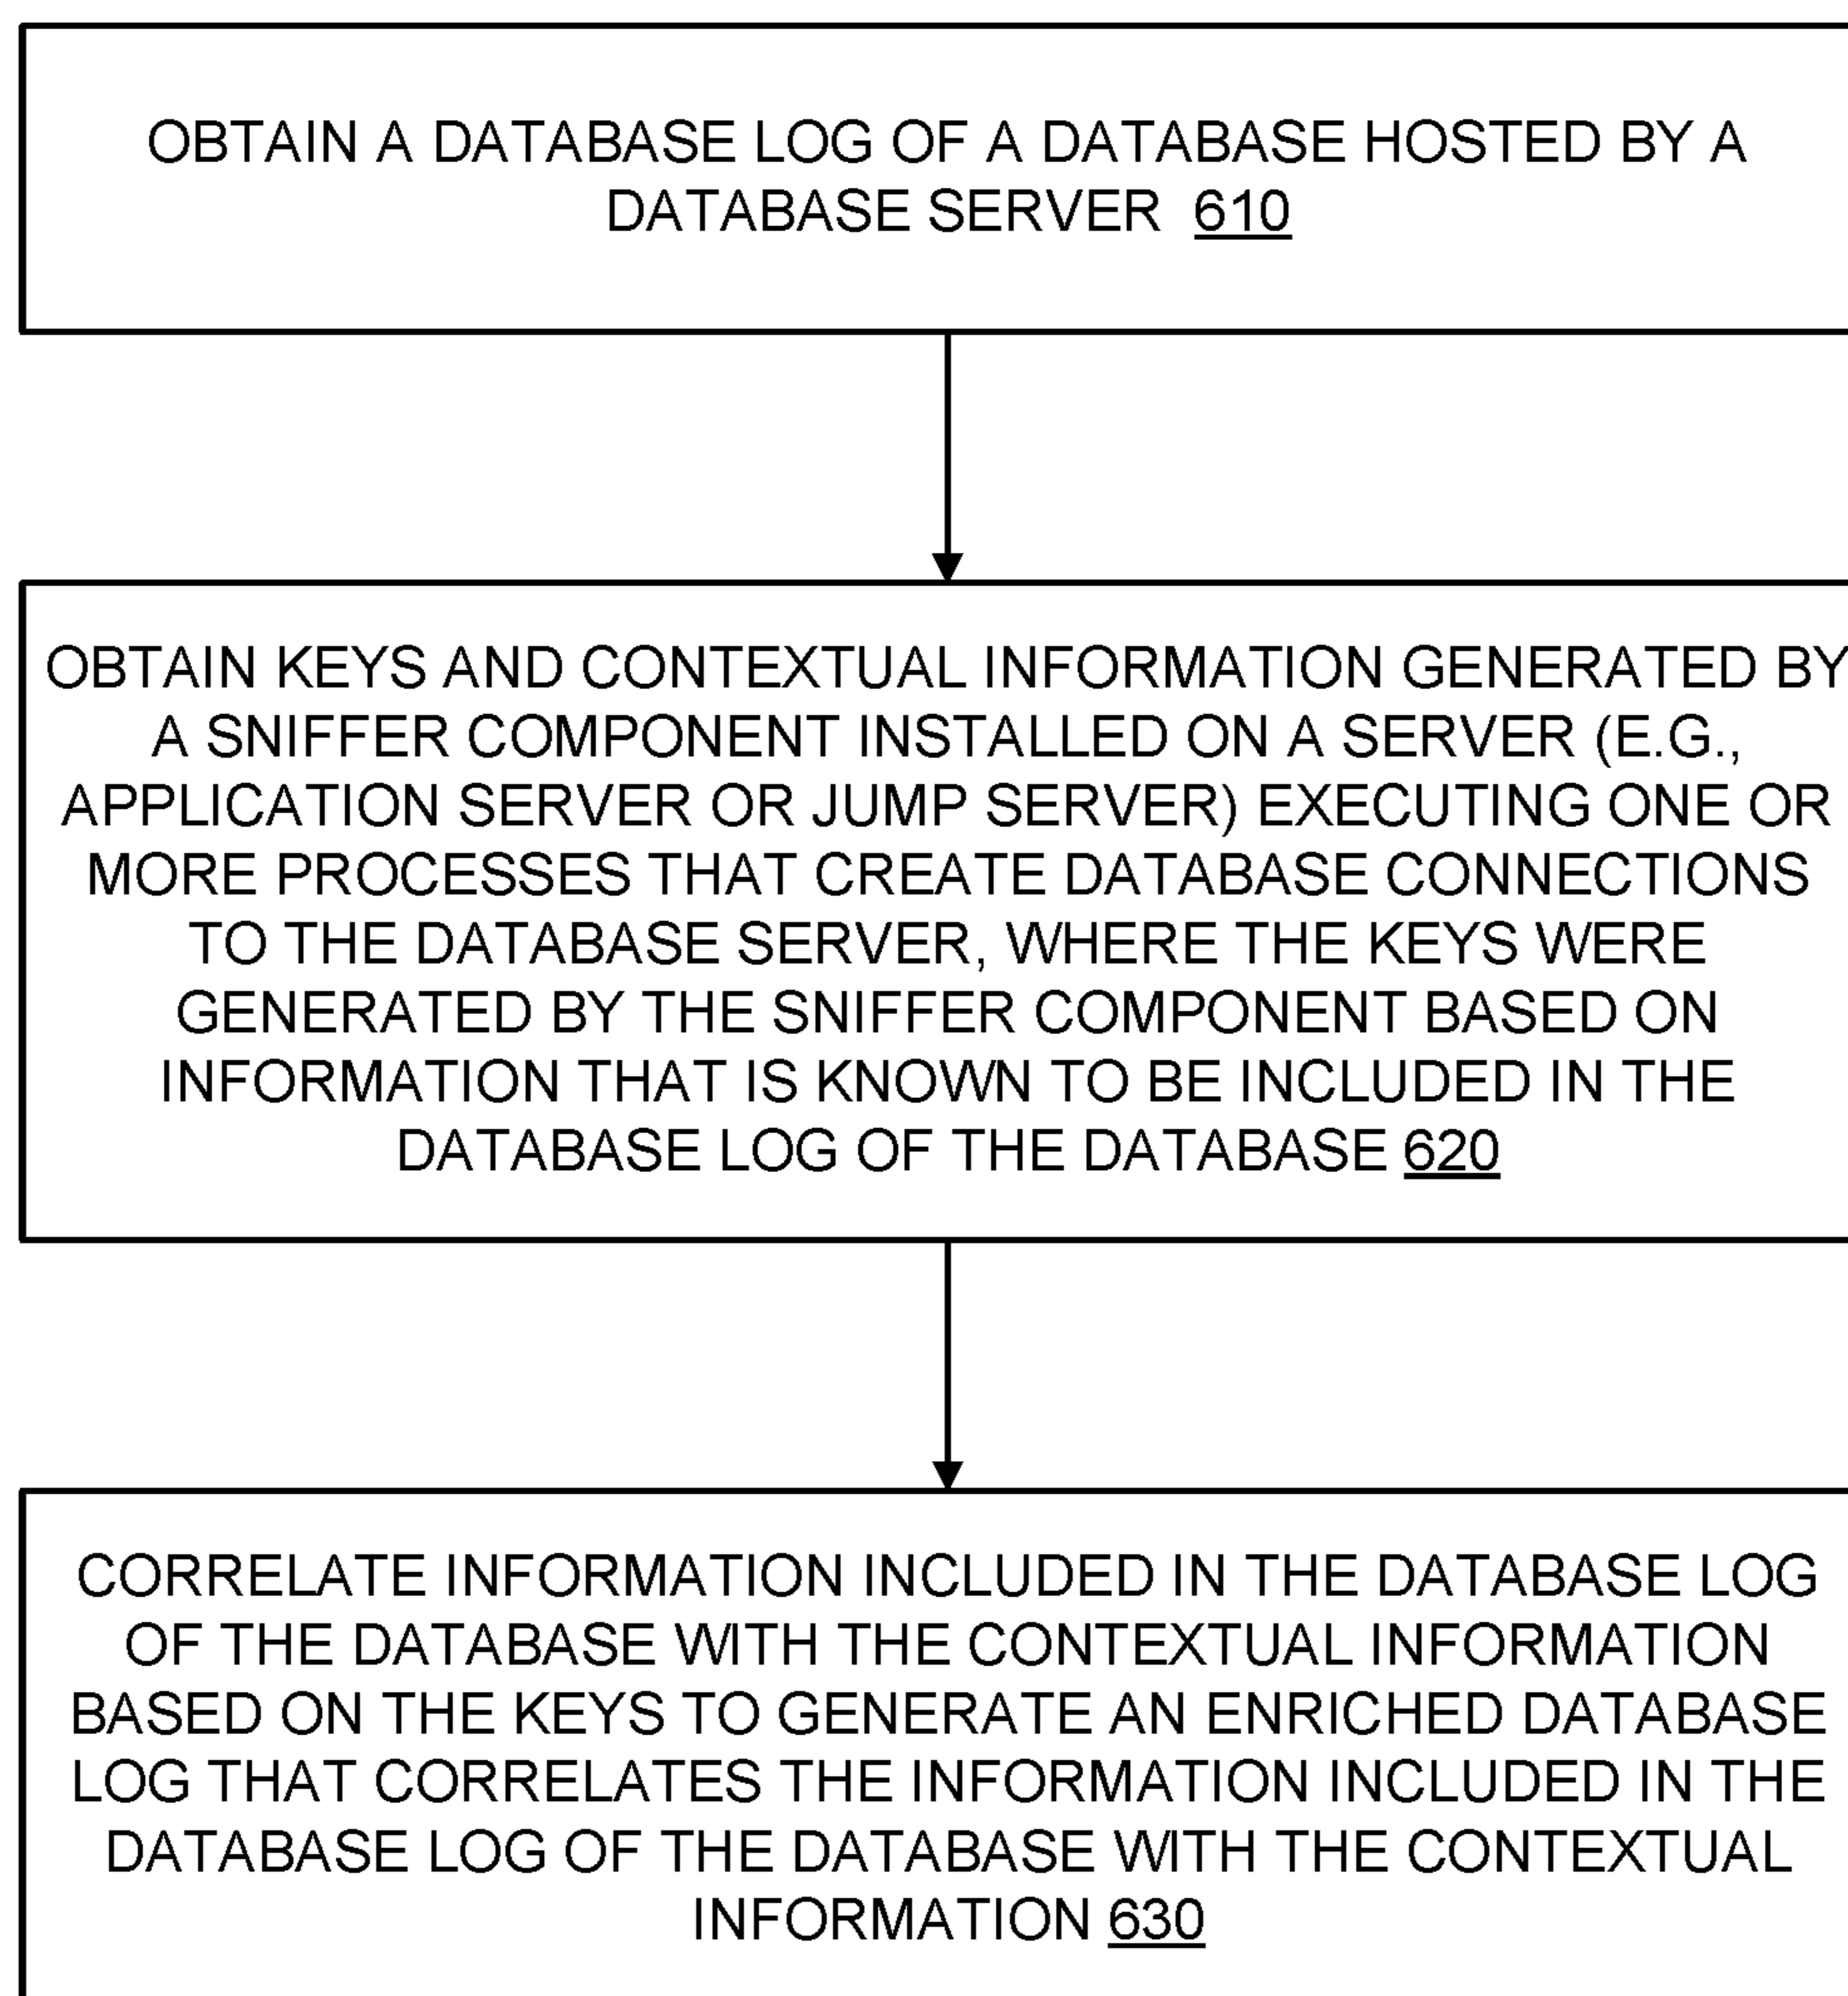 OBTAIN A DATABASE LOG OF A DATABASE HOSTED BY A
DATABASE SERVER 610
OBTAIN KEYS AND CONTEXTUAL INFORMATION GENERATED BY
A SNIFFER COMPONENT INSTALLED ON A SERVER (E.G.,
APPLICATION SERVER OR JUMP SERVER) EXECUTING ONE OR
MORE PROCESSES THAT CREATE DATABASE CONNECTIONS
TO THE DATABASE SERVER, WHERE THE KEYS WERE
GENERATED BY THE SNIFFER COMPONENT BASED ON
INFORMATION THAT IS KNOWN TO BE INCLUDED IN THE
DATABASE LOG OF THE DATABASE 620
CORRELATE INFORMATION INCLUDED IN THE DATABASE LOG
OF THE DATABASE WITH THE CONTEXTUAL INFORMATION
BASED ON THE KEYS TO GENERATE AN ENRICHED DATABASE
LOG THAT CORRELATES THE INFORMATION INCLUDED IN THE
DATABASE LOG OF THE DATABASE WITH THE CONTEXTUAL
INFORMATION 630